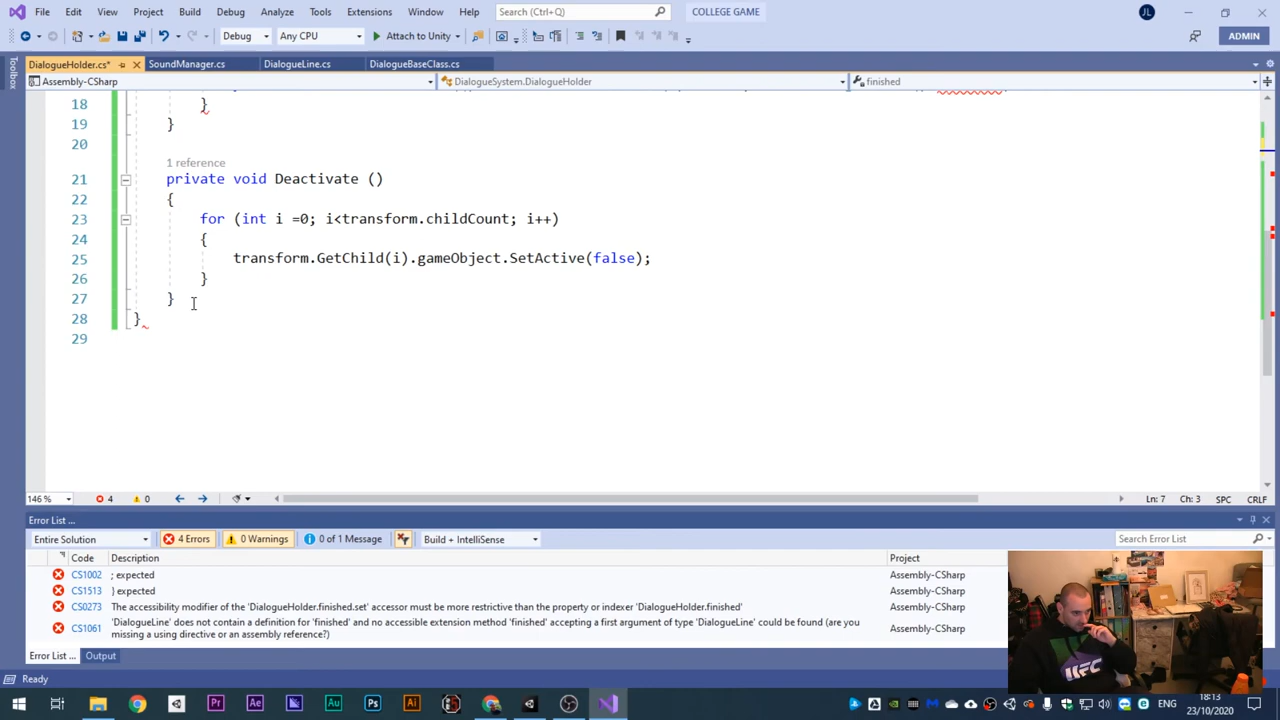 File Edit View Project Build Debug Analyze Tools Extensions Window Help Search (Ctrl+Q) COLLEGE GAME JL
Debug Any CPU Attach to Unity ADMIN
Toolbox
DialogueHolder.cs* SoundManager.cs DialogueLine.cs DialogueBaseClass.cs
Assembly-CSharp DialogueSystem.DialogueHolder finished
18 }
19 }
20
1 reference
21 private void Deactivate ()
22 {
23 for (int i =0; i<transform.childCount; i++)
24 {
25 transform.GetChild(i).gameObject.SetActive(false);
26 }
27 }
28 }
29
146 % 4 0 Ln: 7 Ch: 3 SPC CRLF
Error List ...
Entire Solution 4 Errors 0 Warnings 0 of 1 Message Build + IntelliSense Search Error List
Code Description Project
CS1002 ; expected Assembly-CSharp
CS1513 } expected Assembly-CSharp
CS0273 The accessibility modifier of the 'DialogueHolder.finished.set' accessor must be more restrictive than the property or indexer 'DialogueHolder.finished' Assembly-CSharp
CS1061 'DialogueLine' does not contain a definition for 'finished' and no accessible extension method 'finished' accepting a first argument of type 'DialogueLine' could be found (are you missing a using directive or an assembly reference?) Assembly-CSharp
Error List ... Output
Ready
UFC
Pr Ae Au Ps Ai ENG 18:13
23/10/2020